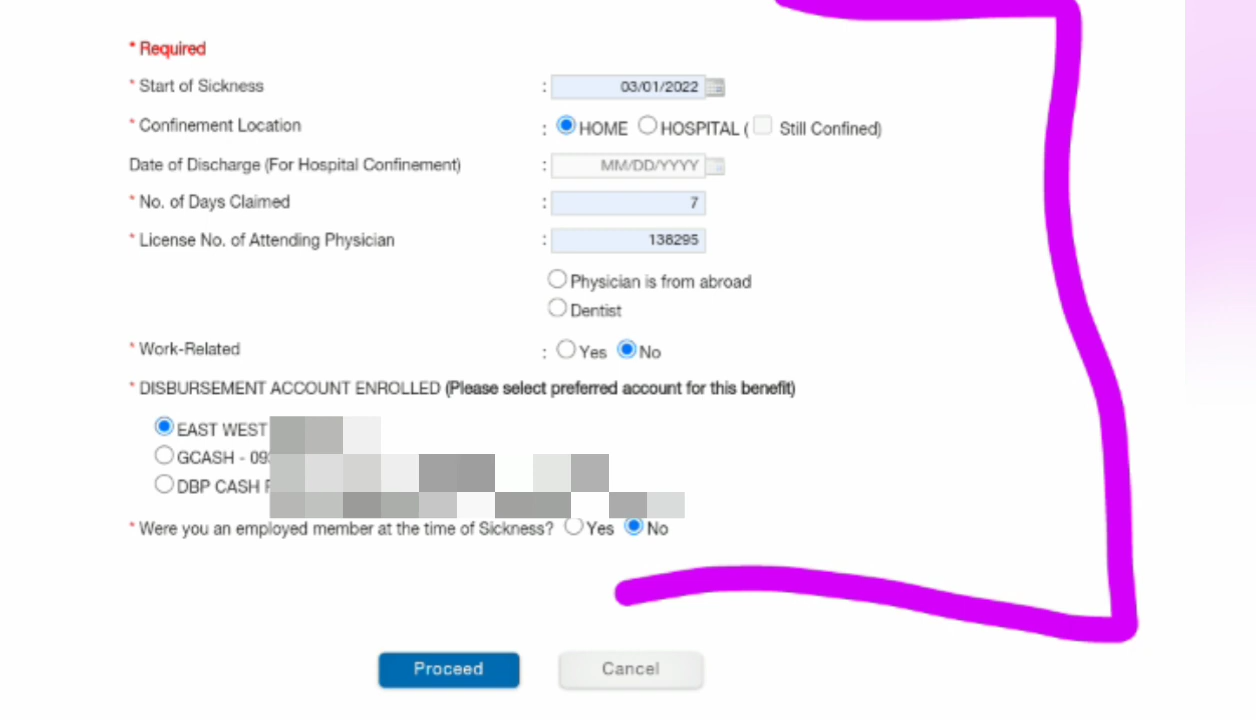 * Required
* Start of Sickness : 03/01/2022
* Confinement Location : HOME HOSPITAL ( Still Confined)
Date of Discharge (For Hospital Confinement) : MM/DD/YYYY
* No. of Days Claimed : 7
* License No. of Attending Physician : 138295
Physician is from abroad
Dentist
* Work-Related : Yes No
* DISBURSEMENT ACCOUNT ENROLLED (Please select preferred account for this benefit)
EAST WEST
GCASH - 09
DBP CASH
* Were you an employed member at the time of Sickness? Yes No
Proceed Cancel